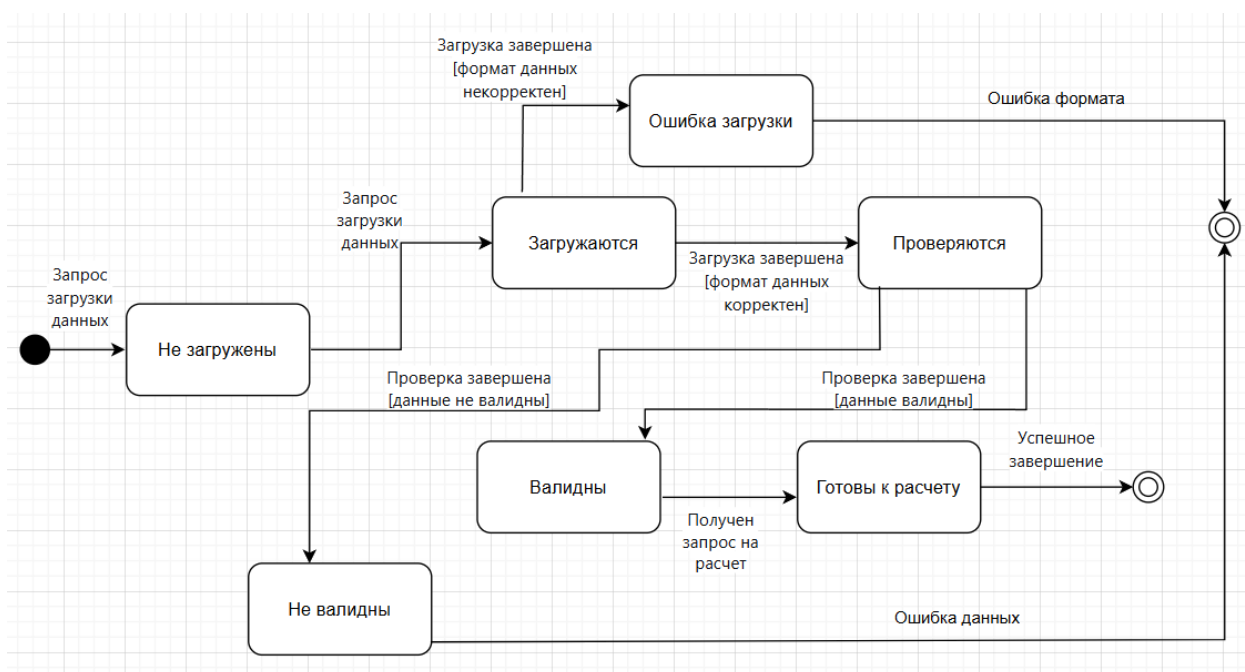 Загрузка завершена
[формат данных
некорректен]
Ошибка загрузки
Ошибка формата
Запрос
загрузки
данных
Загружаются
Проверяются
Загрузка завершена
[формат данных
корректен]
Запрос
загрузки
данных
Не загружены
Проверка завершена
[данные не валидны]
Проверка завершена
[данные валидны]
Валидны
Готовы к расчету
Успешное
завершение
Получен
запрос на
расчет
Не валидны
Ошибка данных